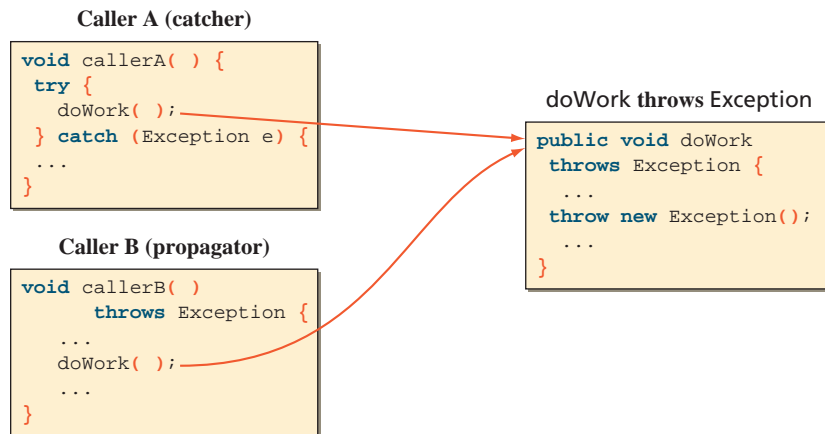 Caller A (catcher)
void callerA( ) {
try {
doWork( );
} catch (Exception e) {
...
}
Caller B (propagator)
void callerB( )
throws Exception {
...
doWork( );
...
}
doWork throws Exception
public void doWork
throws Exception {
...
throw new Exception();
...
}